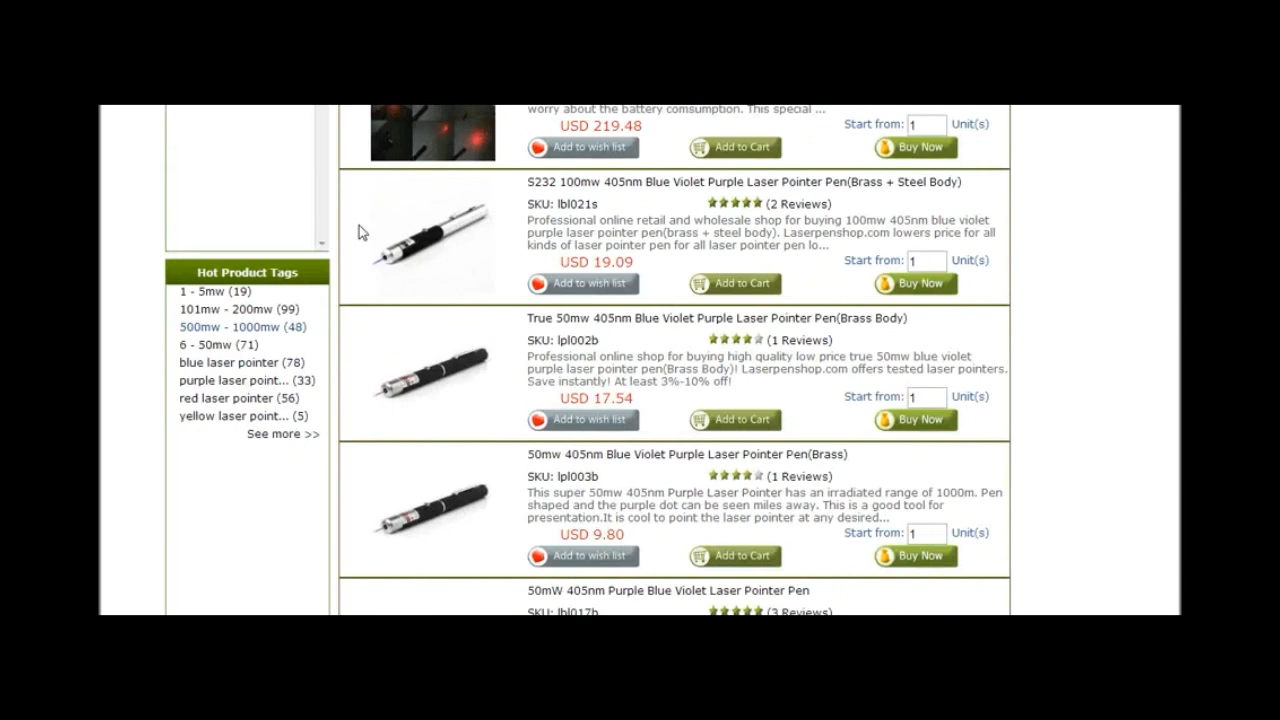 worry about the battery comsumption. This special ...
USD 219.48
Start from: 1 Unit(s)
Add to wish list
Add to Cart
Buy Now
S232 100mw 405nm Blue Violet Purple Laser Pointer Pen(Brass + Steel Body)
SKU: lbl021s
(2 Reviews)
Professional online retail and wholesale shop for buying 100mw 405nm blue violet
purple laser pointer pen(brass + steel body). Laserpenshop.com lowers price for all
kinds of laser pointer pen for all laser pointer pen lo...
USD 19.09
Start from: 1 Unit(s)
Add to wish list
Add to Cart
Buy Now
Hot Product Tags
1 - 5mw (19)
101mw - 200mw (99)
500mw - 1000mw (48)
6 - 50mw (71)
blue laser pointer (78)
purple laser point... (33)
red laser pointer (56)
yellow laser point... (5)
See more >>
True 50mw 405nm Blue Violet Purple Laser Pointer Pen(Brass Body)
SKU: lpl002b
(1 Reviews)
Professional online shop for buying high quality low price true 50mw blue violet
purple laser pointer pen(Brass Body)! Laserpenshop.com offers tested laser pointers.
Save instantly! At least 3%-10% off!
USD 17.54
Start from: 1 Unit(s)
Add to wish list
Add to Cart
Buy Now
50mw 405nm Blue Violet Purple Laser Pointer Pen(Brass)
SKU: lpl003b
(1 Reviews)
This super 50mw 405nm Purple Laser Pointer has an irradiated range of 1000m. Pen
shaped and the purple dot can be seen miles away. This is a good tool for
presentation.It is cool to point the laser pointer at any desired...
USD 9.80
Start from: 1 Unit(s)
Add to wish list
Add to Cart
Buy Now
50mW 405nm Purple Blue Violet Laser Pointer Pen
SKU: lbl017b
(3 Reviews)